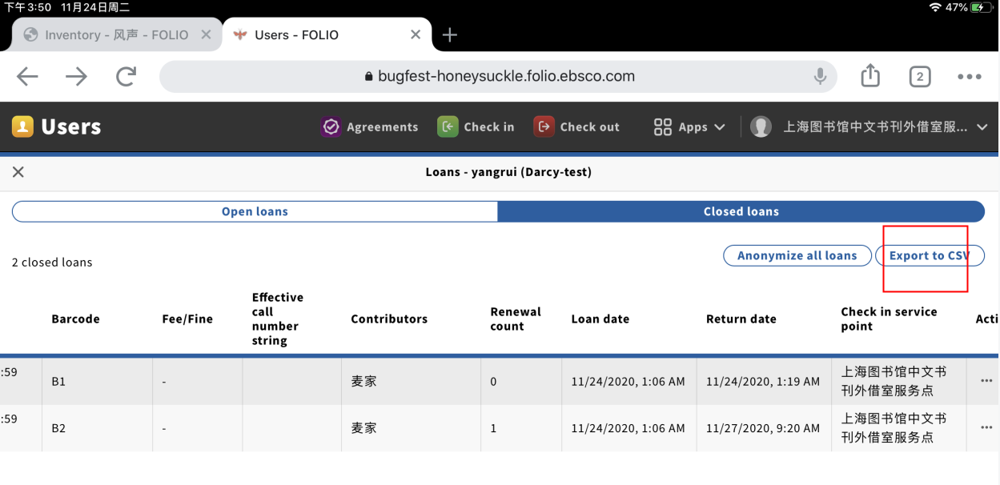 下午3:50 11月24日周二
47%
Inventory - 风声 - FOLIO
Users - FOLIO
bugfest-honeysuckle.folio.ebsco.com
2
Users
Agreements
Check in
Check out
Apps
上海图书馆中文书刊外借室服...
Loans - yangrui (Darcy-test)
Open loans
Closed loans
2 closed loans
Anonymize all loans
Export to CSV
Barcode
Fee/Fine
Effective
call
number
string
Contributors
Renewal
count
Loan date
Return date
Check in service
point
Acti
:59
B1
-
麦家
0
11/24/2020, 1:06 AM
11/24/2020, 1:19 AM
上海图书馆中文书
刊外借室服务点
:59
B2
-
麦家
1
11/24/2020, 1:06 AM
11/27/2020, 9:20 AM
上海图书馆中文书
刊外借室服务点